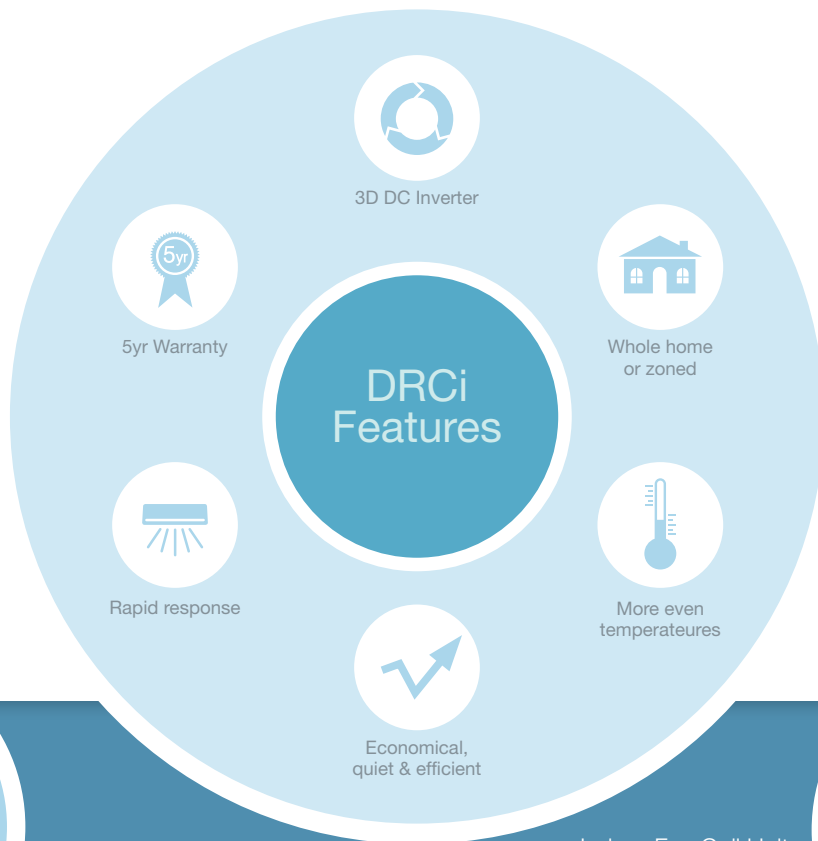 3D DC Inverter
5yr
5yr Warranty
Whole home
or zoned
DRCi
Features
Rapid response
More even
temperateures
Economical,
quiet & efficient